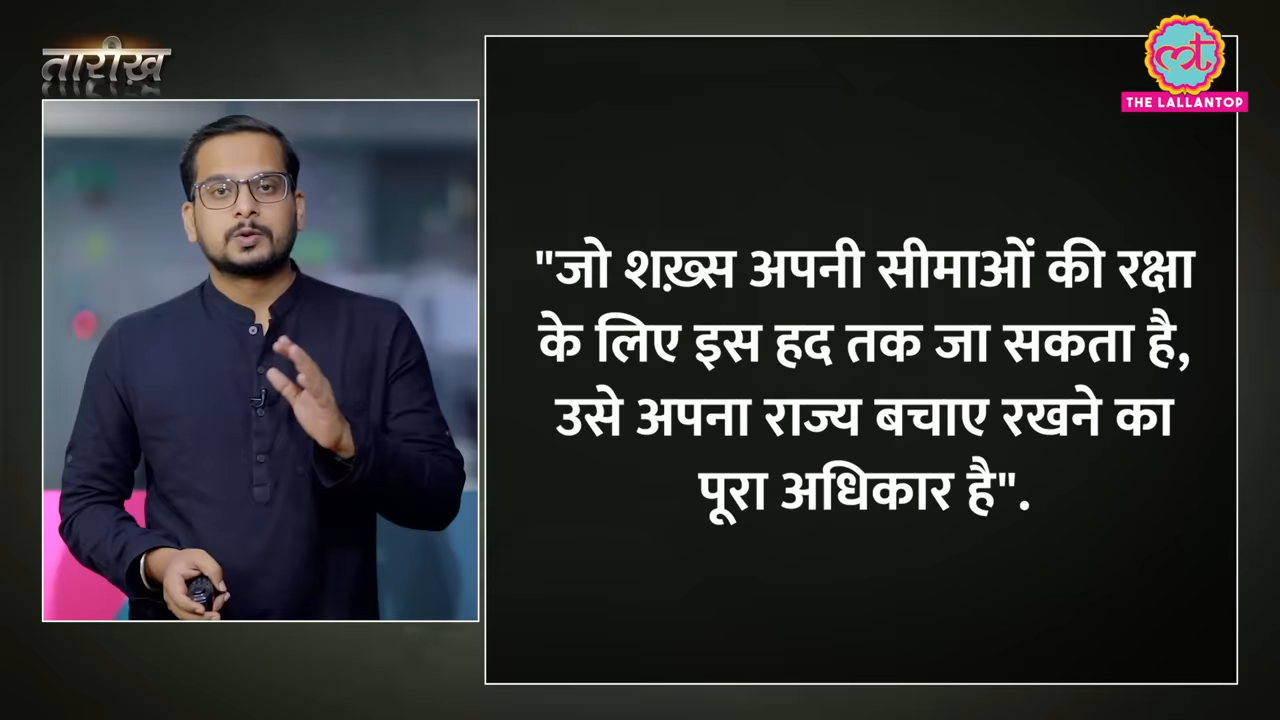 तारीख़
THE LALLANTOP
"जो शख़्स अपनी सीमाओं की रक्षा
के लिए इस हद तक जा सकता है,
उसे अपना राज्य बचाए रखने का
पूरा अधिकार है".